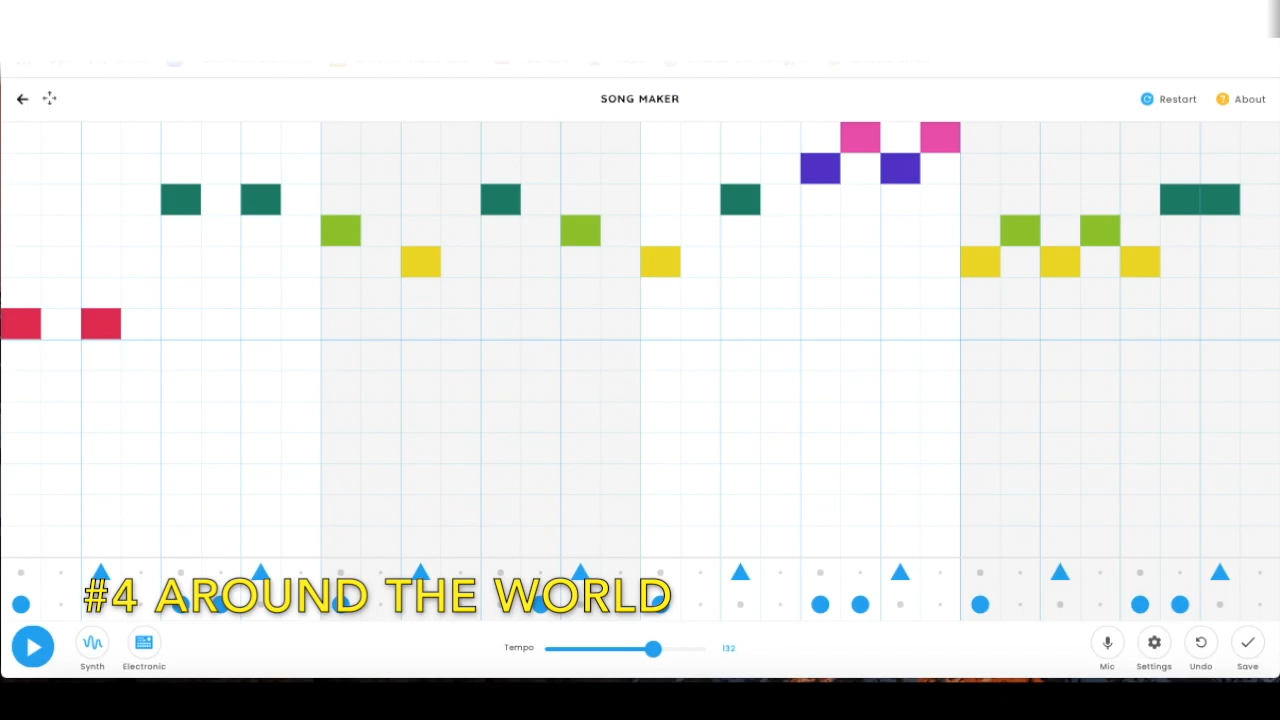 SONG MAKER
Restart
? About
#4 AROUND THE WORLD
Tempo
132
Synth
Electronic
Mic
Settings
Undo
Save